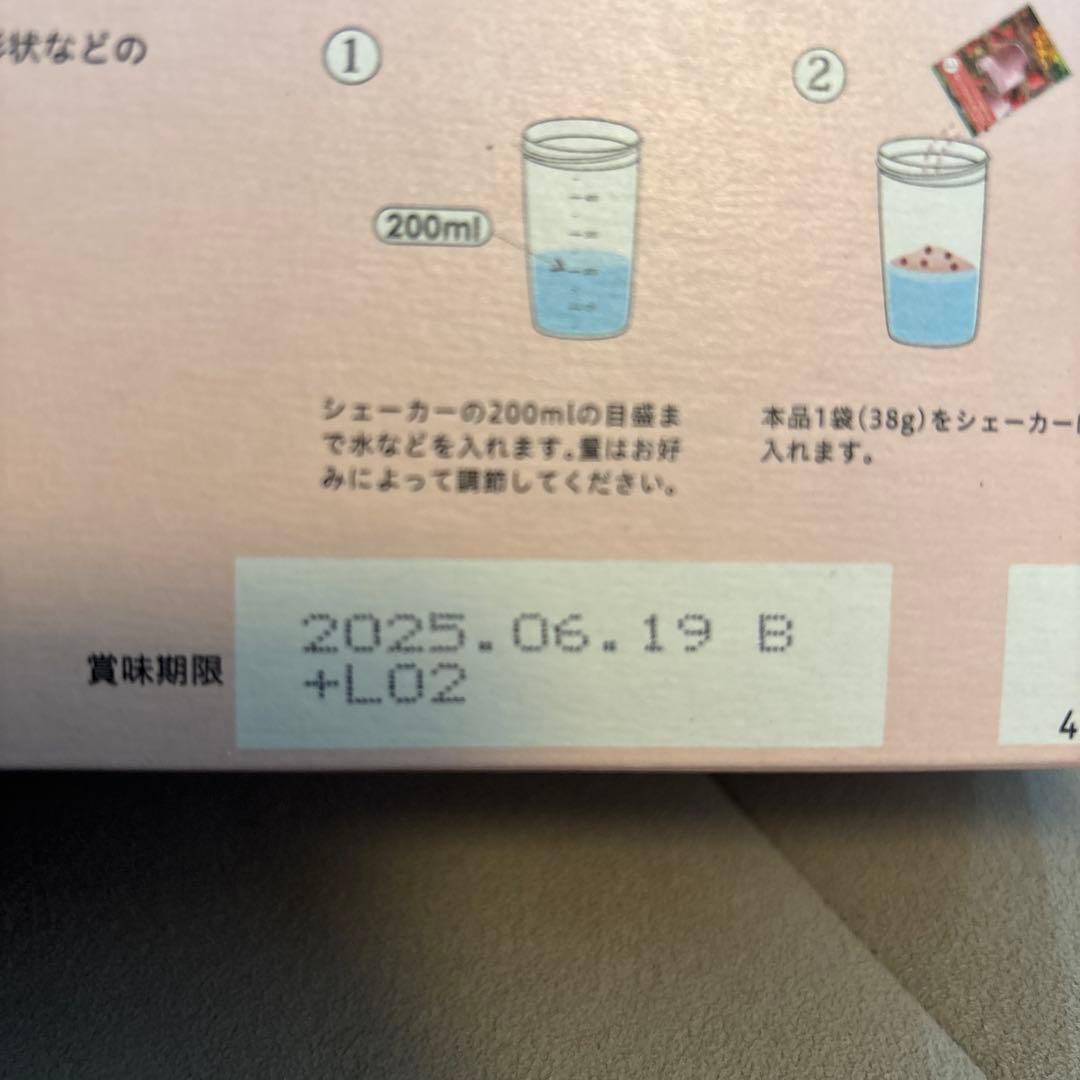 状などの
①
②
200ml
シェーカーの200mlの目盛ま
で水などを入れます。量はお好
みによって調節してください。
本品1袋(38g)をシェーカー
入れます。
賞味期限
2025.06.19 B
+L02
4